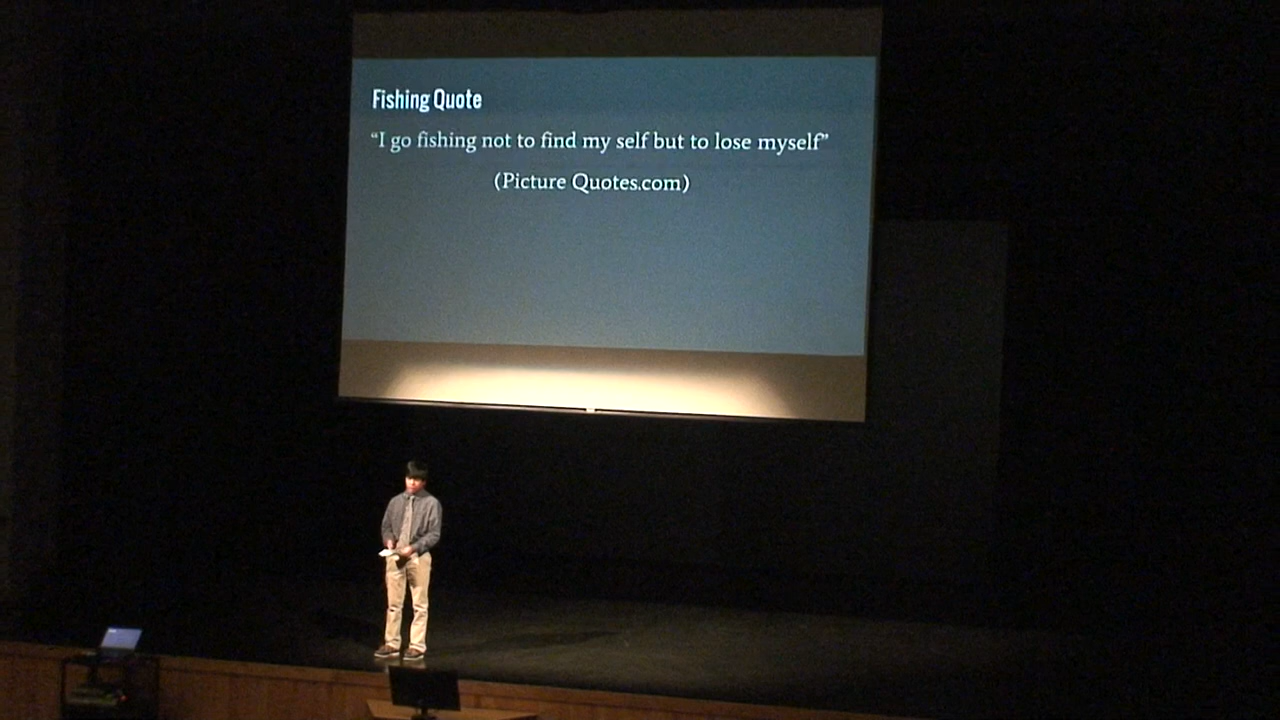 Fishing Quote
“I go fishing not to find my self but to lose myself”
(Picture Quotes.com)